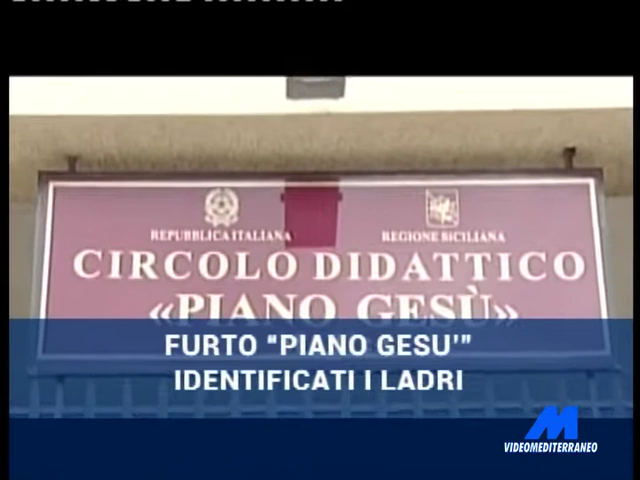 REPUBBLICA ITALIANA
REGIONE SICILIANA
CIRCOLO DIDATTICO
«PIANO GESÙ»
FURTO “PIANO GESU’”
IDENTIFICATI I LADRI
VIDEOMEDITERRANEO